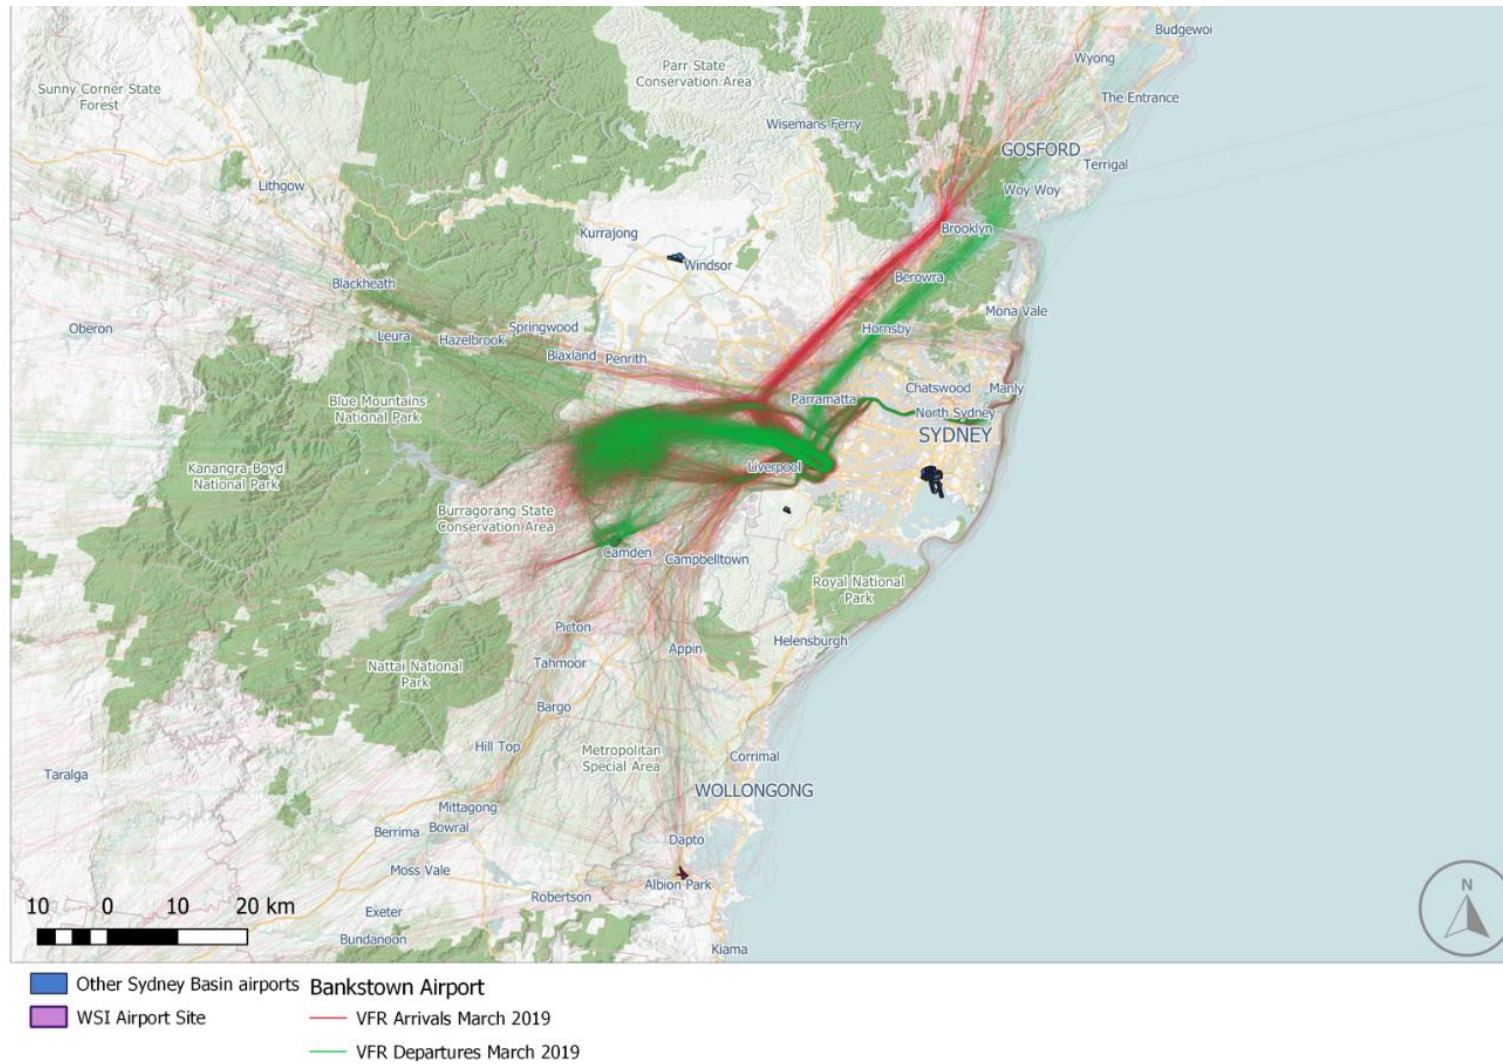 Budgewoi
Wyong
Parr State
Conservation Area
Sunny Corner State
Forest
The Entrance
Wisemans Ferry
GOSFORD
Terrigal
Lithgow
Woy Woy
Kurrajong
Brooklyn
Windsor
Berowra
Blackheath
Mona Vale
Oberon
Springwood
Hornsby
Leura
Hazelbrook
Blaxland
Penrith
Chatswood
Manly
Blue Mountains
National Park
Parramatta
North Sydney
SYDNEY
Kanangra-Boyd
National Park
Liverpool
Burragorang State
Conservation Area
Camden
Campbelltown
Royal National
Park
Picton
Helensburgh
Appin
Tahmoor
Nattai National
Park
Bargo
Hill Top
Metropolitan
Special Area
Corrimal
Taralga
WOLLONGONG
Mittagong
Berrima
Bowral
Dapto
Moss Vale
Albion Park
Robertson
N
10 0 10 20 km
Exeter
Bundanoon
Kiama
Other Sydney Basin airports
WSI Airport Site
Bankstown Airport
VFR Arrivals March 2019
VFR Departures March 2019